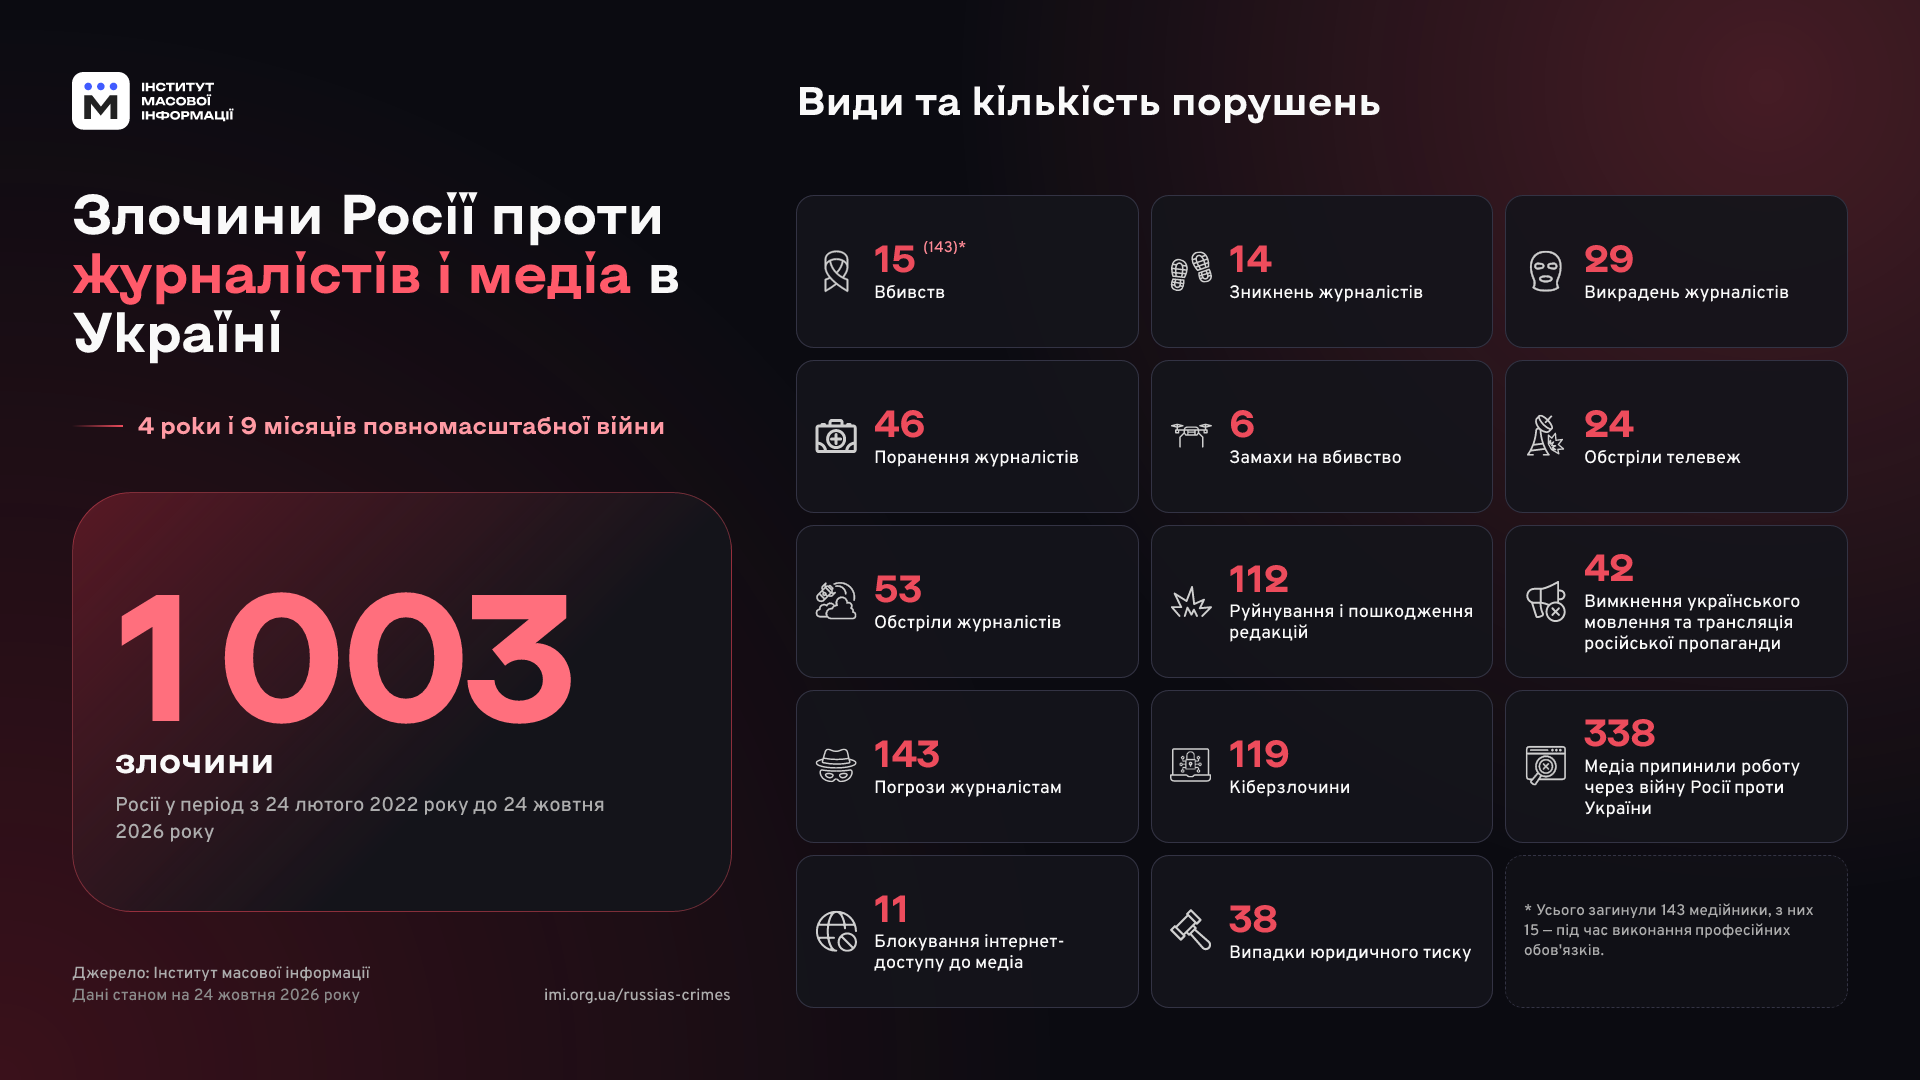 ІНСТИТУТ
МАСОВОЇ
ІНФОРМАЦІЇ
Злочини Росії проти
журналістів і медіа в
Україні
4 роки і 9 місяців повномасштабної війни
1 003
злочини
Росії у період з 24 лютого 2022 року до 24 жовтня
2026 року
Джерело: Інститут масової інформації
Дані станом на 24 жовтня 2026 року
imi.org.ua/russias-crimes
Види та кількість порушень
15 (143)*
Вбивств
14
Зникнень журналістів
29
Викрадень журналістів
46
Поранення журналістів
6
Замахи на вбивство
24
Обстріли телевеж
53
Обстріли журналістів
112
Руйнування і пошкодження
редакцій
42
Вимкнення українського
мовлення та трансляція
російської пропаганди
143
Погрози журналістам
119
Кіберзлочини
338
Медіа припинили роботу
через війну Росії проти
України
11
Блокування інтернет-
доступу до медіа
38
Випадки юридичного тиску
* Усього загинули 143 медійники, з них
15 – під час виконання професійних
обов'язків.